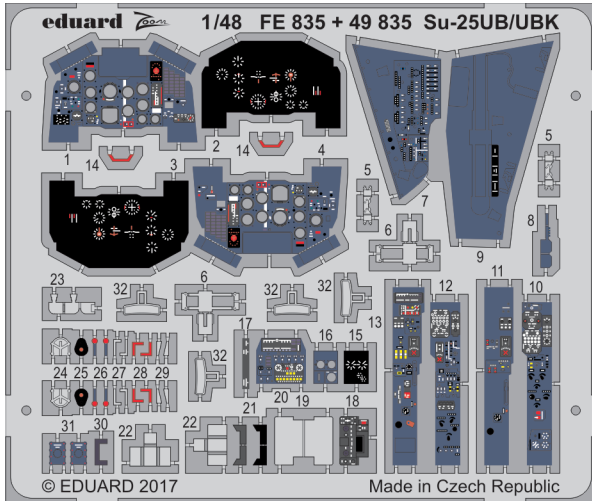 eduard Zoom 1/48 FE 835 + 49 835 Su-25UB/UBK
1 14 2 14 4 5 5
3 7
6 8
9
23 32 6 32 32 12 11 10
17 16 15 13
24 25 26 27 28 29 32
20 19 18
31 30 22 22 21
© EDUARD 2017 Made in Czech Republic